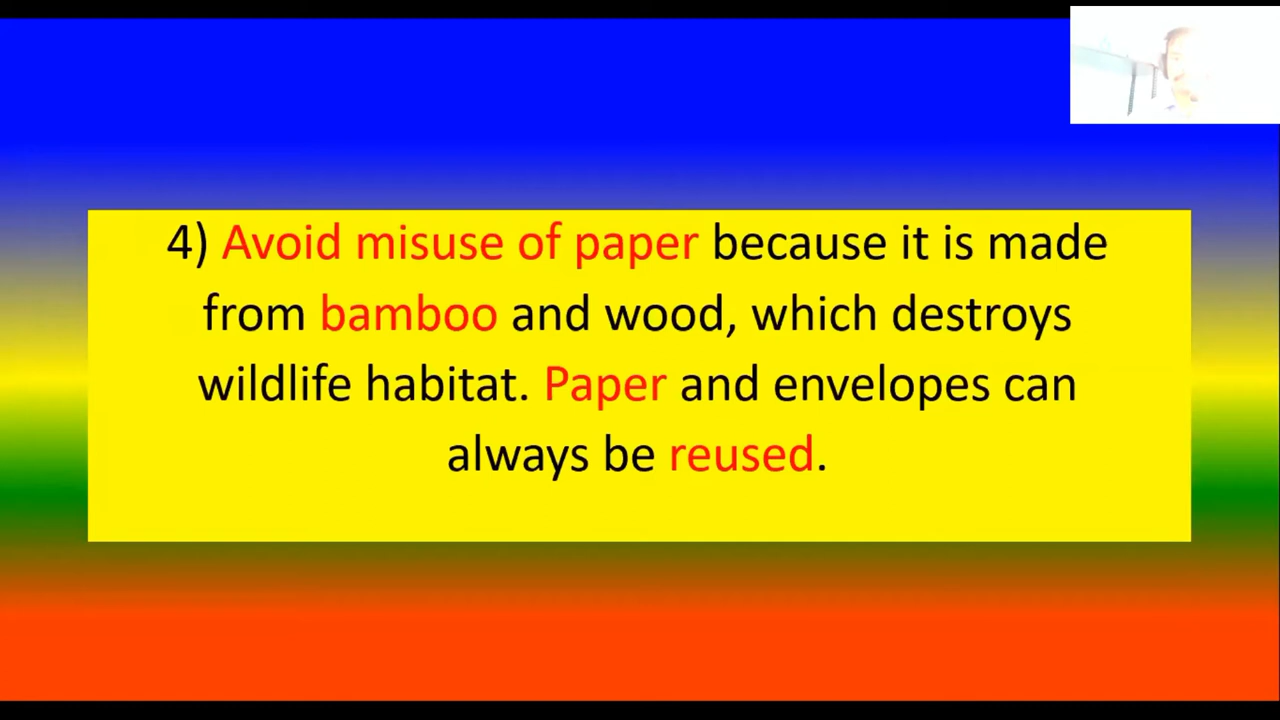 4) Avoid misuse of paper because it is made
from bamboo and wood, which destroys
wildlife habitat. Paper and envelopes can
always be reused.